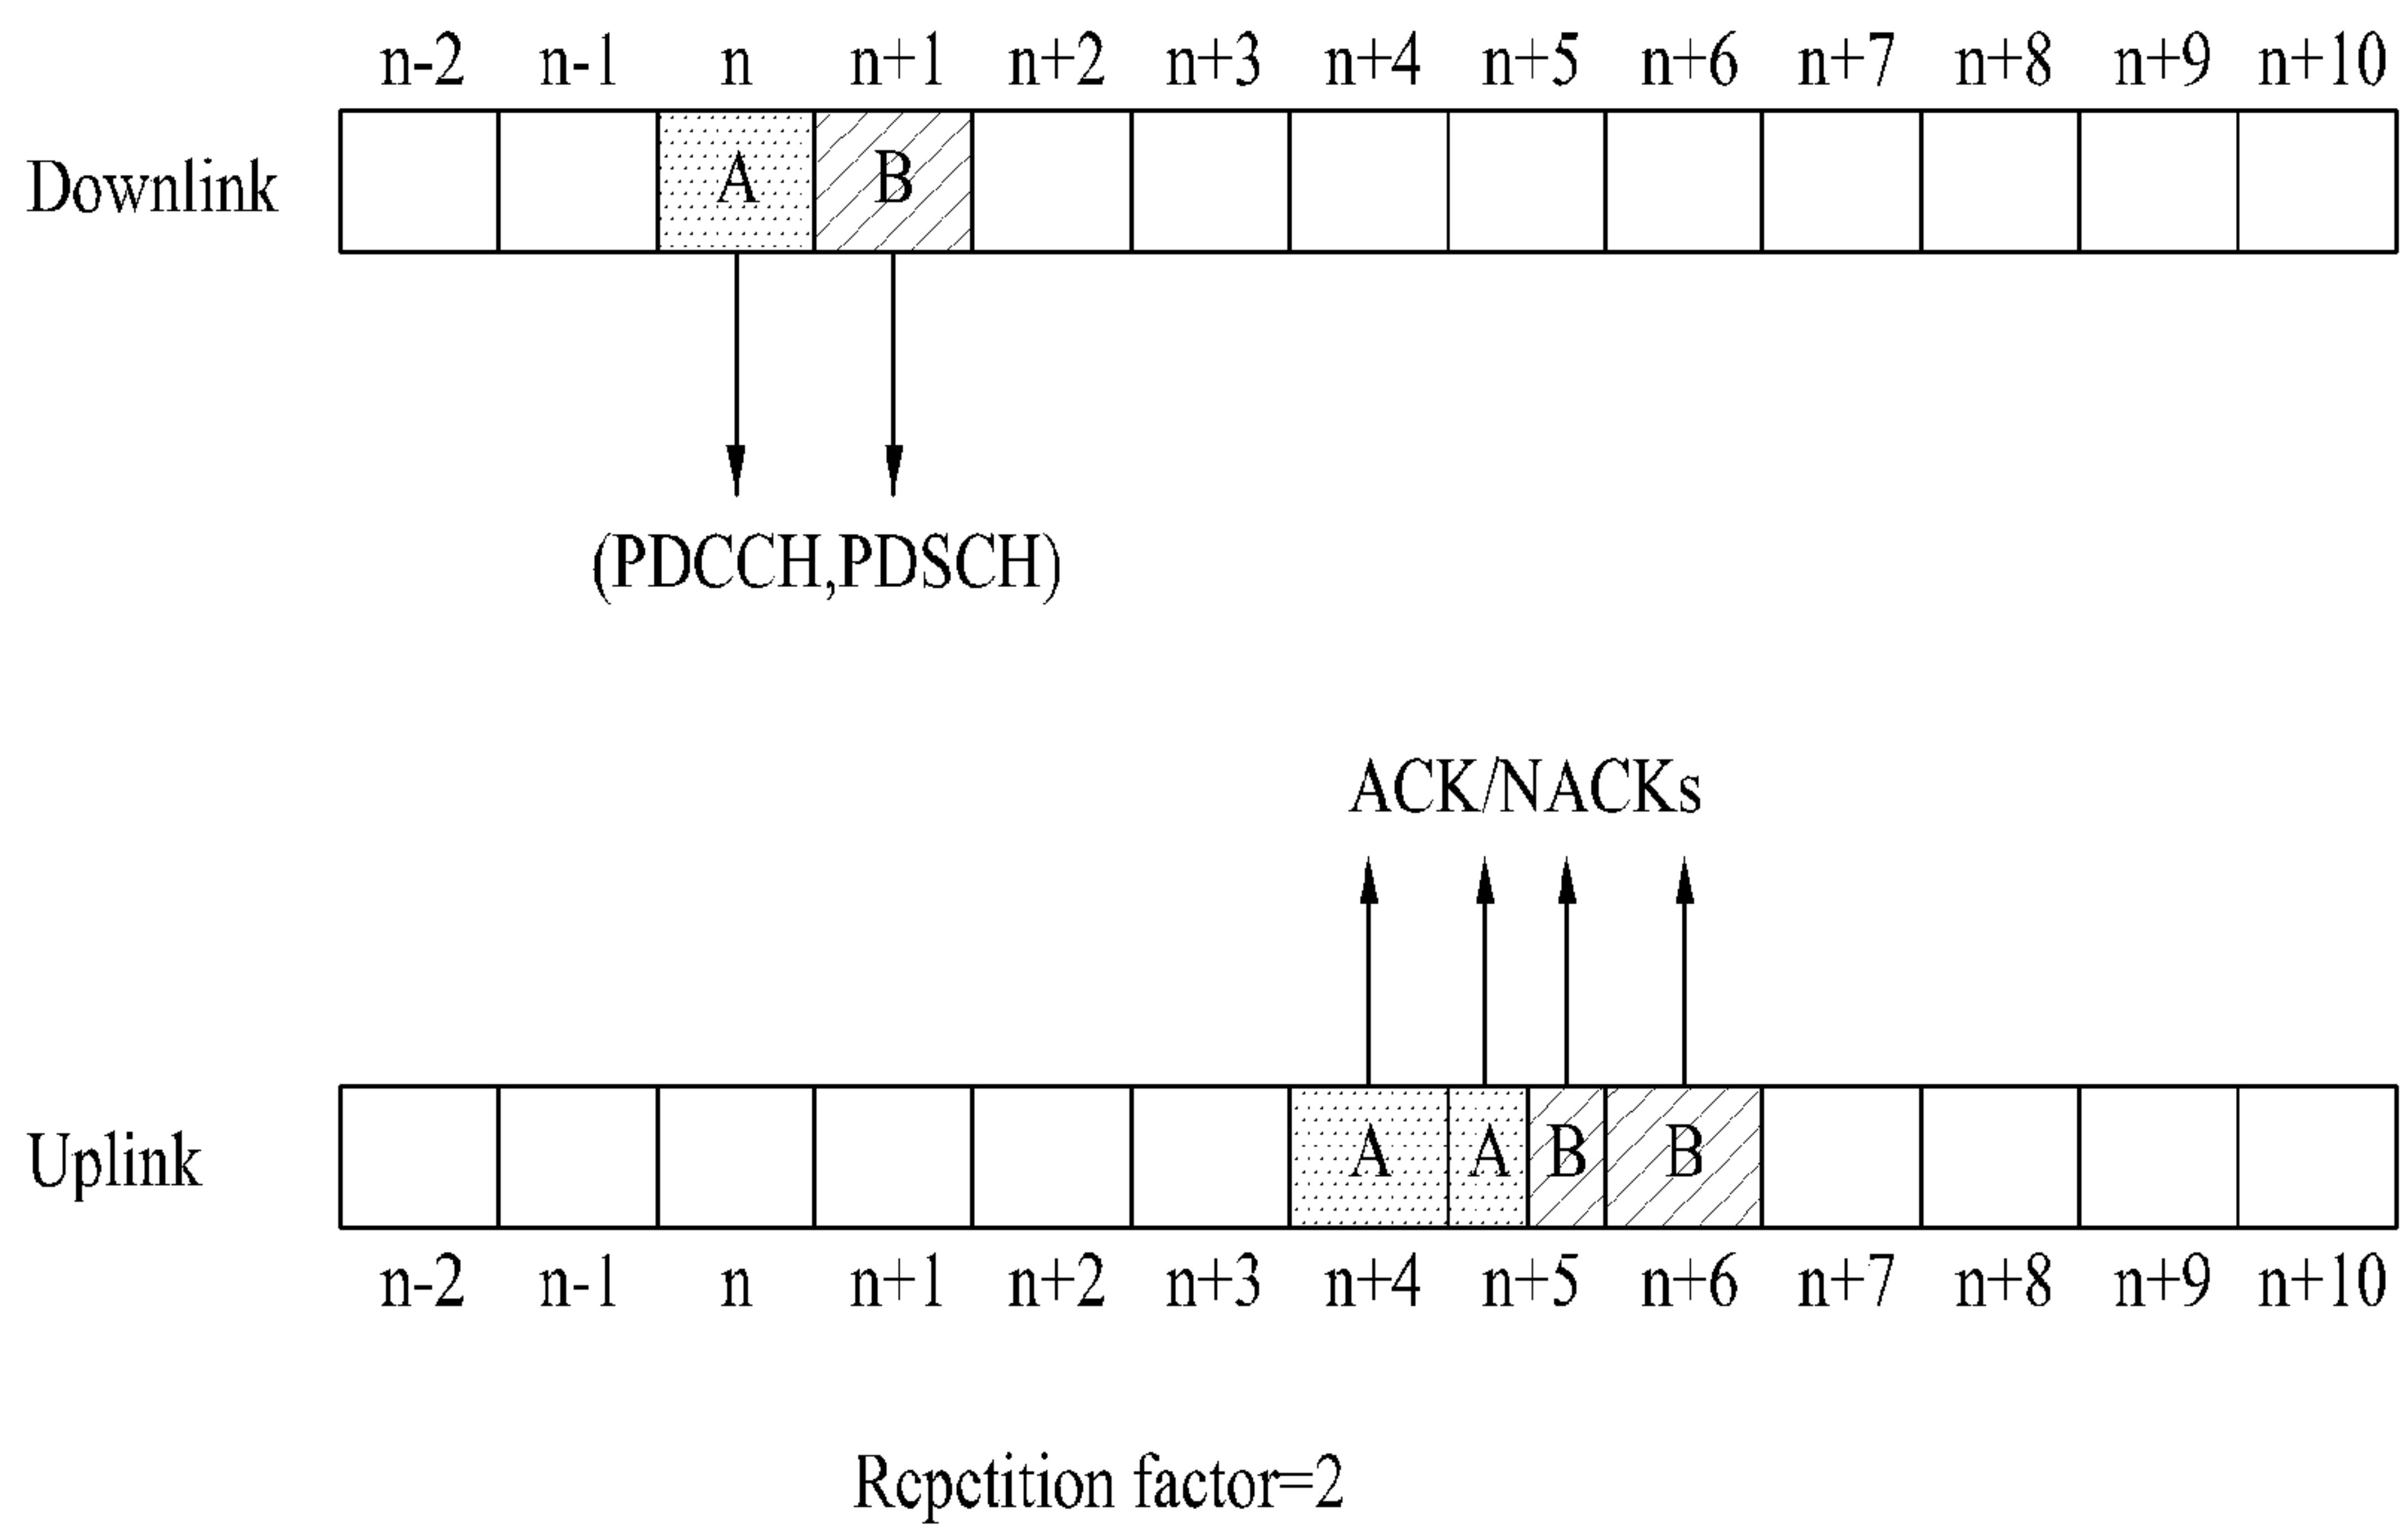 n-2 n-1 n n+1 n+2 n+3 n+4 n+5 n+6 n+7 n+8 n+9 n+10
Downlink A B
(PDCCH,PDSCH)
ACK/NACKs
Uplink A A B B
n-2 n-1 n n+1 n+2 n+3 n+4 n+5 n+6 n+7 n+8 n+9 n+10
Repetition factor=2